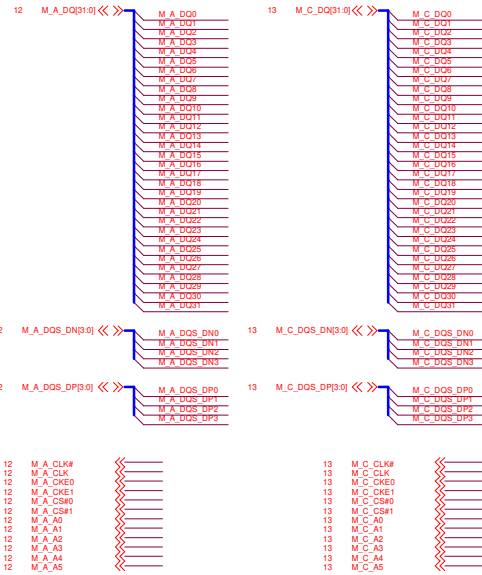 12 M_A_DQ[31:0]
M_A_DQ0
M_A_DQ1
M_A_DQ2
M_A_DQ3
M_A_DQ4
M_A_DQ5
M_A_DQ6
M_A_DQ7
M_A_DQ8
M_A_DQ9
M_A_DQ10
M_A_DQ11
M_A_DQ12
M_A_DQ13
M_A_DQ14
M_A_DQ15
M_A_DQ16
M_A_DQ17
M_A_DQ18
M_A_DQ19
M_A_DQ20
M_A_DQ21
M_A_DQ22
M_A_DQ23
M_A_DQ24
M_A_DQ25
M_A_DQ26
M_A_DQ27
M_A_DQ28
M_A_DQ29
M_A_DQ30
M_A_DQ31
2 M_A_DQS_DN[3:0]
M_A_DQS_DN0
M_A_DQS_DN1
M_A_DQS_DN2
M_A_DQS_DN3
2 M_A_DQS_DP[3:0]
M_A_DQS_DP0
M_A_DQS_DP1
M_A_DQS_DP2
M_A_DQS_DP3
12 M_A_CLK#
12 M_A_CLK
12 M_A_CKE0
12 M_A_CKE1
12 M_A_CS#0
12 M_A_CS#1
12 M_A_A0
12 M_A_A1
12 M_A_A2
12 M_A_A3
12 M_A_A4
12 M_A_A5
13 M_C_DQ[31:0]
M_C_DQ0
M_C_DQ1
M_C_DQ2
M_C_DQ3
M_C_DQ4
M_C_DQ5
M_C_DQ6
M_C_DQ7
M_C_DQ8
M_C_DQ9
M_C_DQ10
M_C_DQ11
M_C_DQ12
M_C_DQ13
M_C_DQ14
M_C_DQ15
M_C_DQ16
M_C_DQ17
M_C_DQ18
M_C_DQ19
M_C_DQ20
M_C_DQ21
M_C_DQ22
M_C_DQ23
M_C_DQ24
M_C_DQ25
M_C_DQ26
M_C_DQ27
M_C_DQ28
M_C_DQ29
M_C_DQ30
M_C_DQ31
13 M_C_DQS_DN[3:0]
M_C_DQS_DN0
M_C_DQS_DN1
M_C_DQS_DN2
M_C_DQS_DN3
13 M_C_DQS_DP[3:0]
M_C_DQS_DP0
M_C_DQS_DP1
M_C_DQS_DP2
M_C_DQS_DP3
13 M_C_CLK#
13 M_C_CLK
13 M_C_CKE0
13 M_C_CKE1
13 M_C_CS#0
13 M_C_CS#1
13 M_C_A0
13 M_C_A1
13 M_C_A2
13 M_C_A3
13 M_C_A4
13 M_C_A5